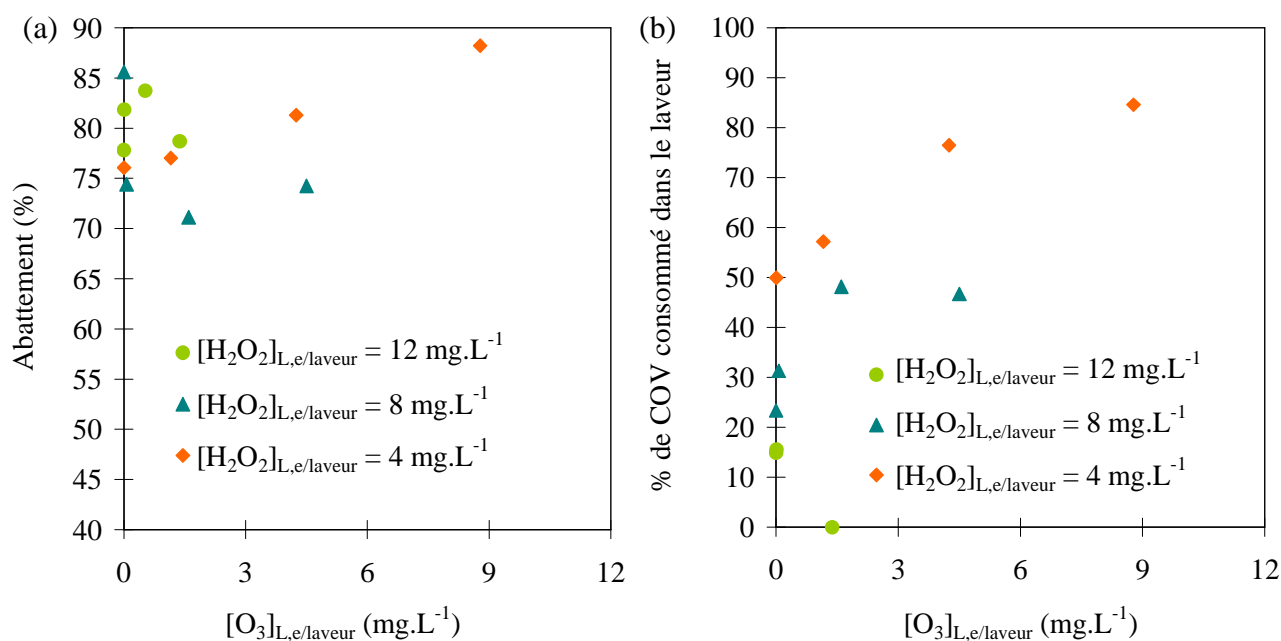 (a)
Abattement (%)
90
85
80
75
70
65
60
55
50
45
40
[H₂O₂]L,e/laveur = 12 mg.L⁻¹
[H₂O₂]L,e/laveur = 8 mg.L⁻¹
[H₂O₂]L,e/laveur = 4 mg.L⁻¹
0 3 6 9 12
[O₃]L,e/laveur (mg.L⁻¹)
(b)
% de COV consommé dans le laveur
100
90
80
70
60
50
40
30
20
10
0
[H₂O₂]L,e/laveur = 12 mg.L⁻¹
[H₂O₂]L,e/laveur = 8 mg.L⁻¹
[H₂O₂]L,e/laveur = 4 mg.L⁻¹
0 3 6 9 12
[O₃]L,e/laveur (mg.L⁻¹)